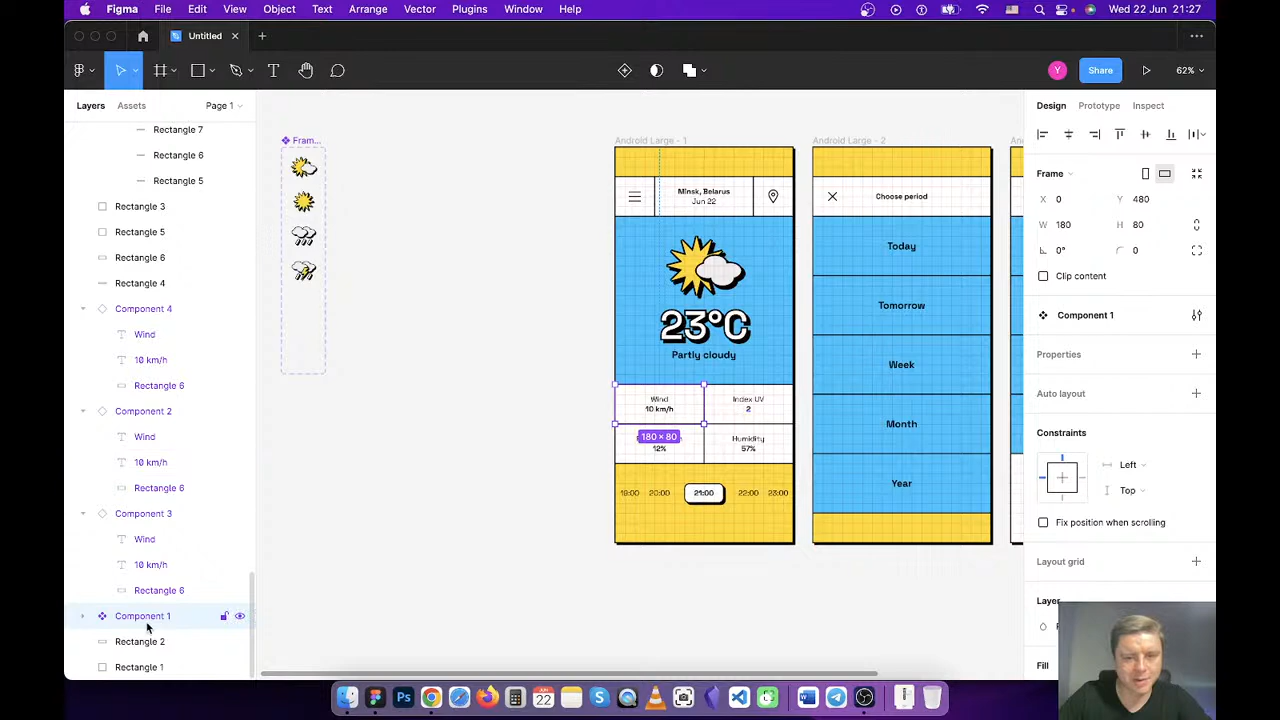 Figma File Edit View Object Text Arrange Vector Plugins Window Help Wed 22 Jun 21:27
Untitled
Y Share 62%
Layers Assets Page 1
Rectangle 7
Rectangle 6
Rectangle 5
Rectangle 3
Rectangle 5
Rectangle 6
Rectangle 4
Component 4
Wind
10 km/h
Rectangle 6
Component 2
Wind
10 km/h
Rectangle 6
Component 3
Wind
10 km/h
Rectangle 6
Component 1
Rectangle 2
Rectangle 1
Fram...
Android Large - 1
Minsk, Belarus
Jun 22
23°C
Partly cloudy
Wind
10 km/h
Index UV
2
180 × 80
12%
Humidity
57%
19:00 20:00 21:00 22:00 23:00
Android Large - 2
Choose period
Today
Tomorrow
Week
Month
Year
An
Design Prototype Inspect
Frame
X 0 Y 480
W 180 H 80
0° 0
Clip content
Component 1
Properties
Auto layout
Constraints
Left
Top
Fix position when scrolling
Layout grid
Layer
Fill
22